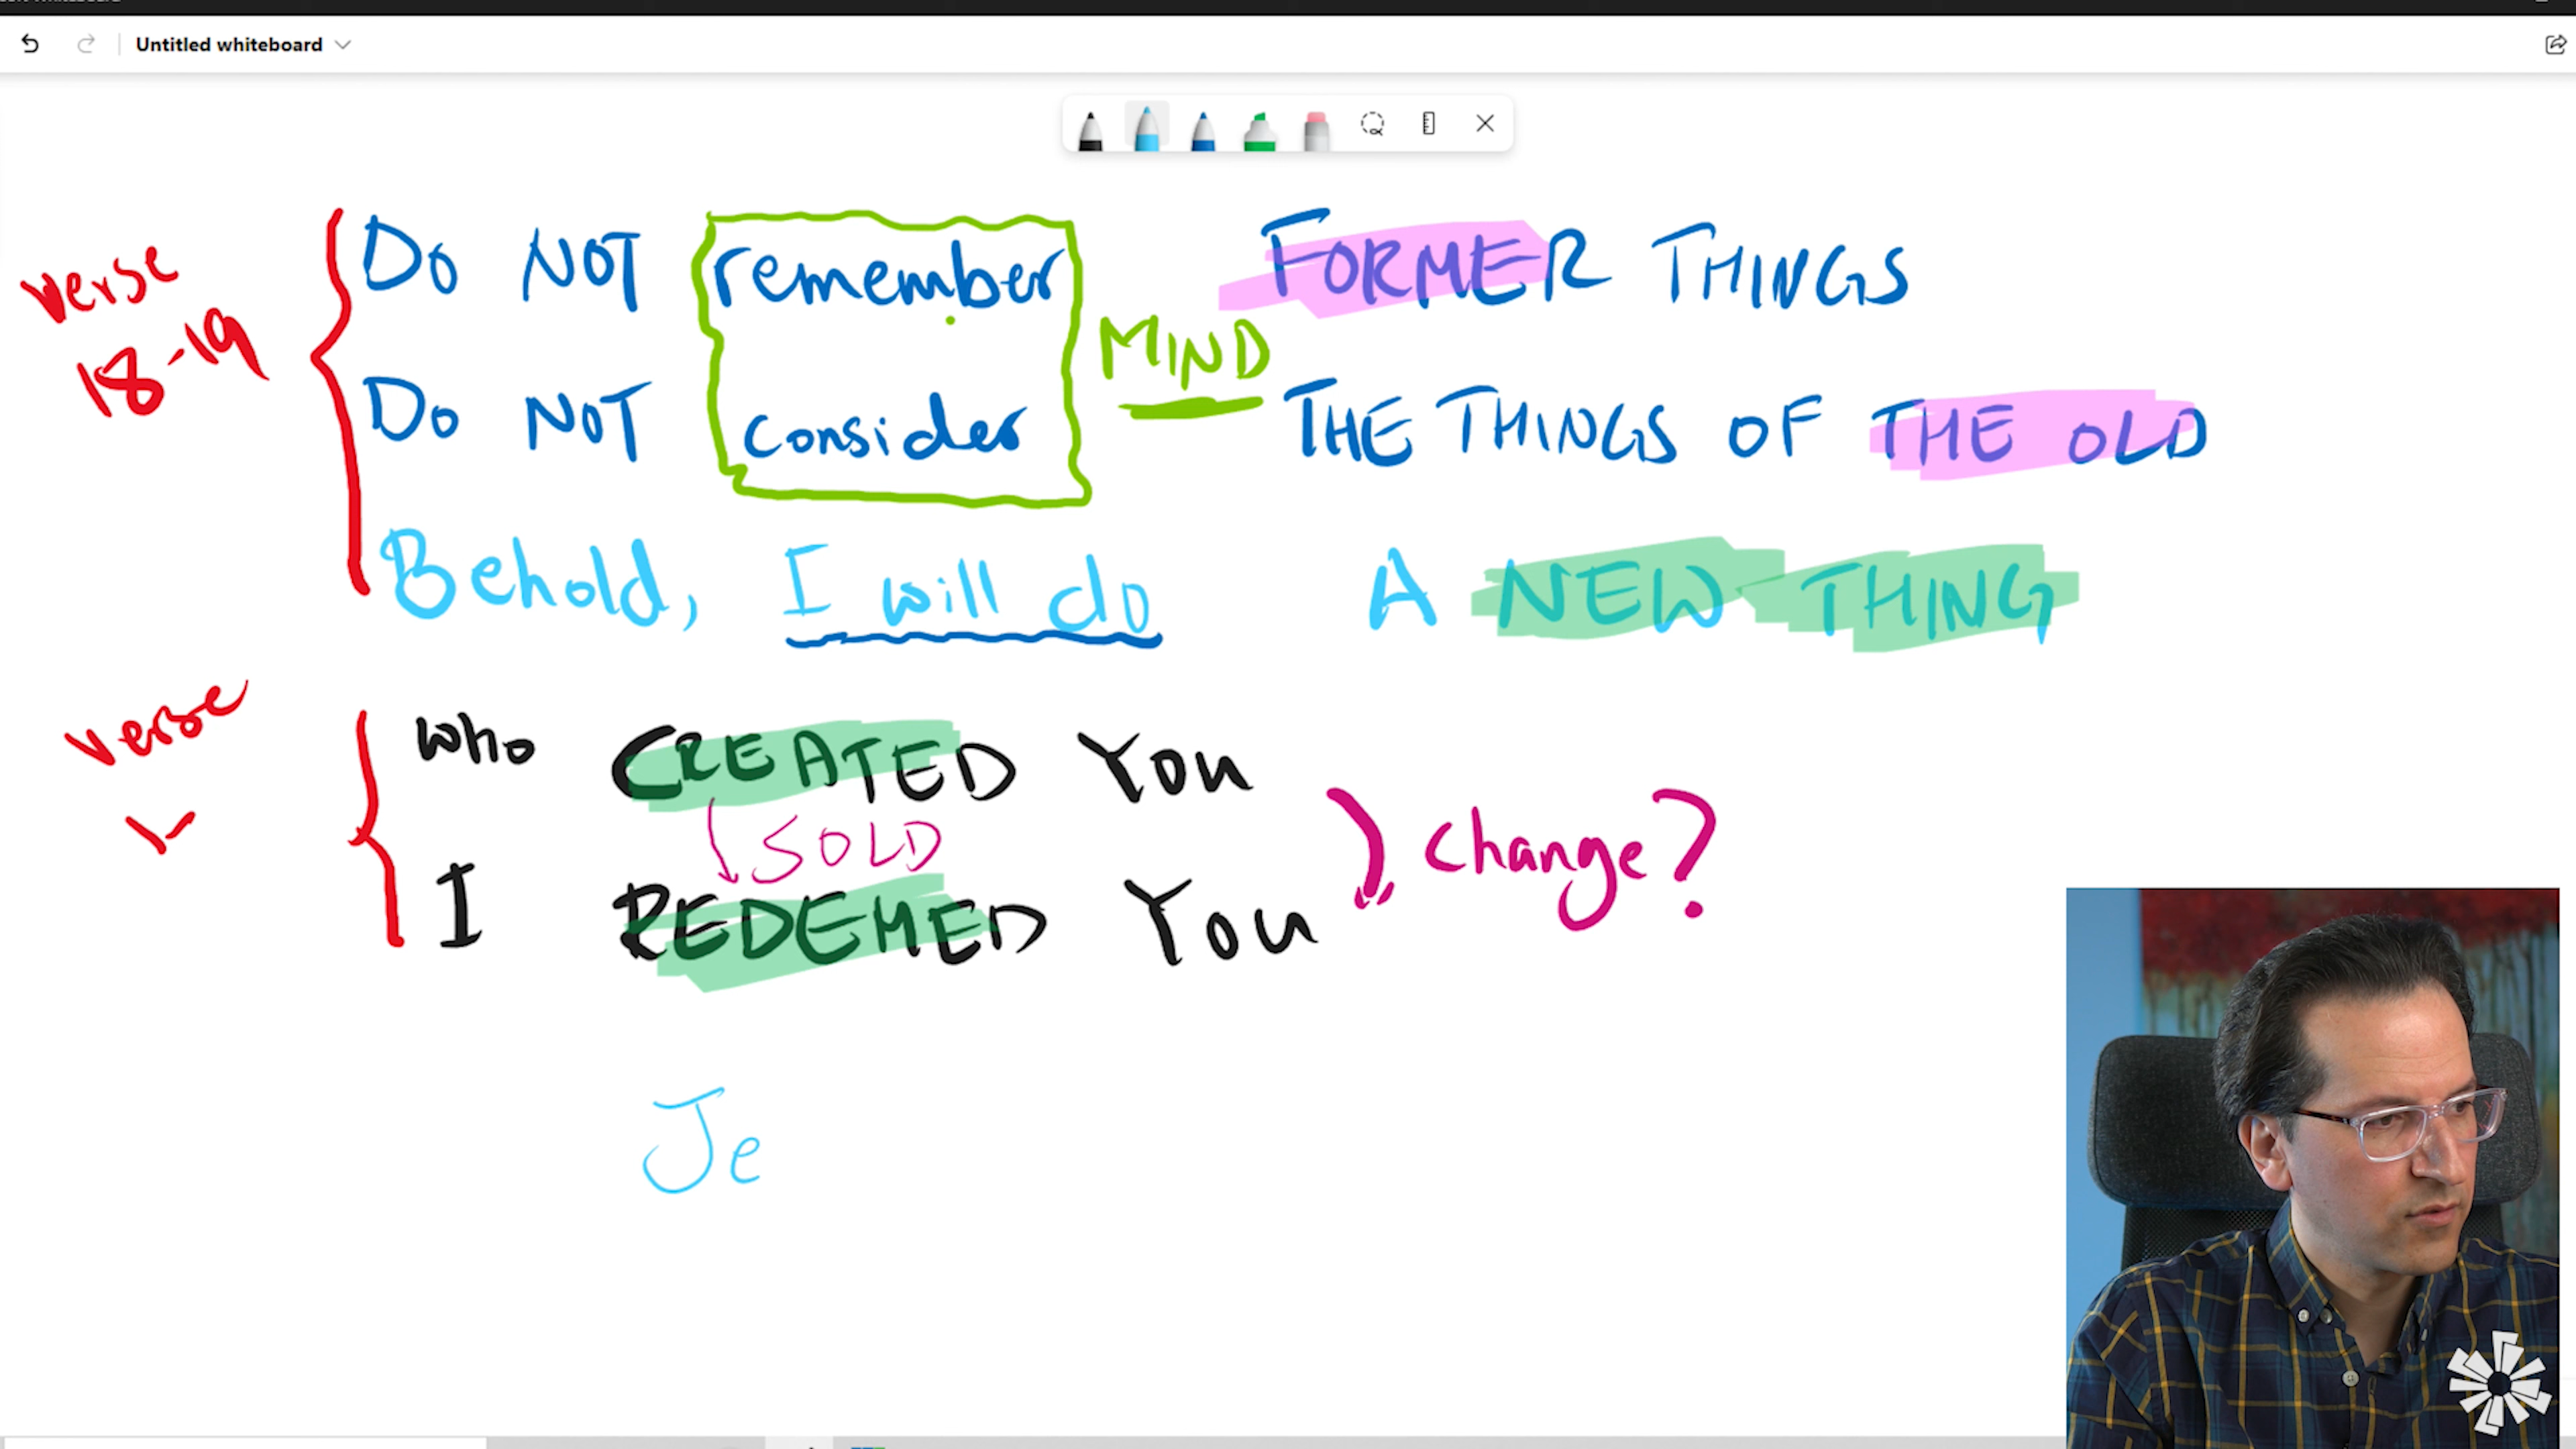 Untitled whiteboard
verse
18-19
Do NOT remember FORMER THINGS
MIND
Do NOT consider THE THINGS OF THE OLD
Behold, I will do A NEW THING
verse
who CREATED You
SOLD
change?
I REDEMED You
Je